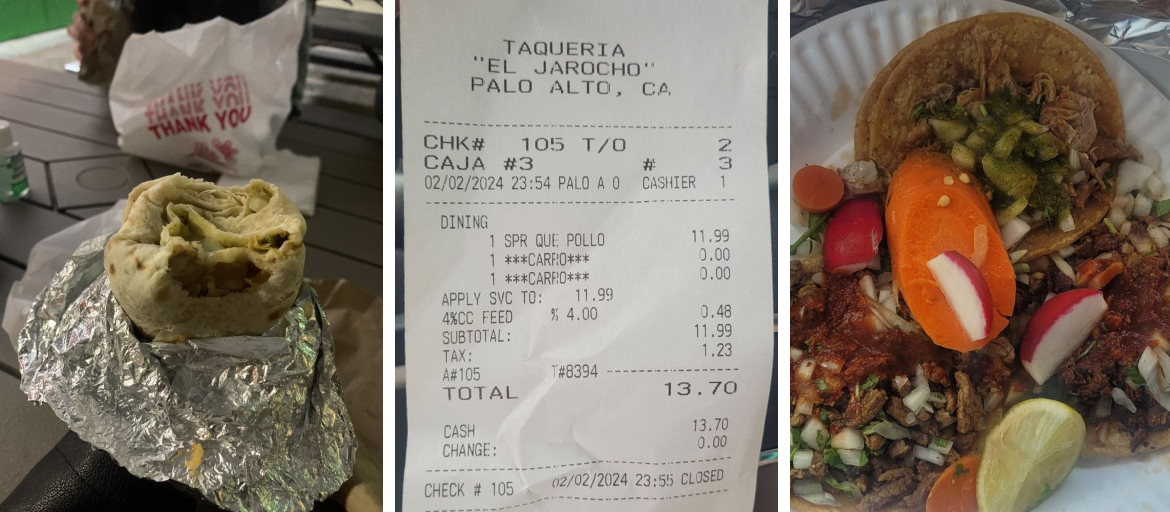 THANK YOU
THANK YOU
THANK YOU
TAQUERIA
"EL JAROCHO"
PALO ALTO, CA
CHK# 105 T/O 2
CAJA #3 # 3
02/02/2024 23:54 PALO A O CASHIER 1
DINING
1 SPR QUE POLLO 11.99
1 ***CARRO*** 0.00
1 ***CARRO*** 0.00
APPLY SVC TO: 11.99
4%CC FEED % 4.00 0.48
SUBTOTAL: 11.99
TAX: 1.23
A#105 T#8394
TOTAL 13.70
CASH 13.70
CHANGE: 0.00
CHECK # 105 02/02/2024 23:55 CLOSED